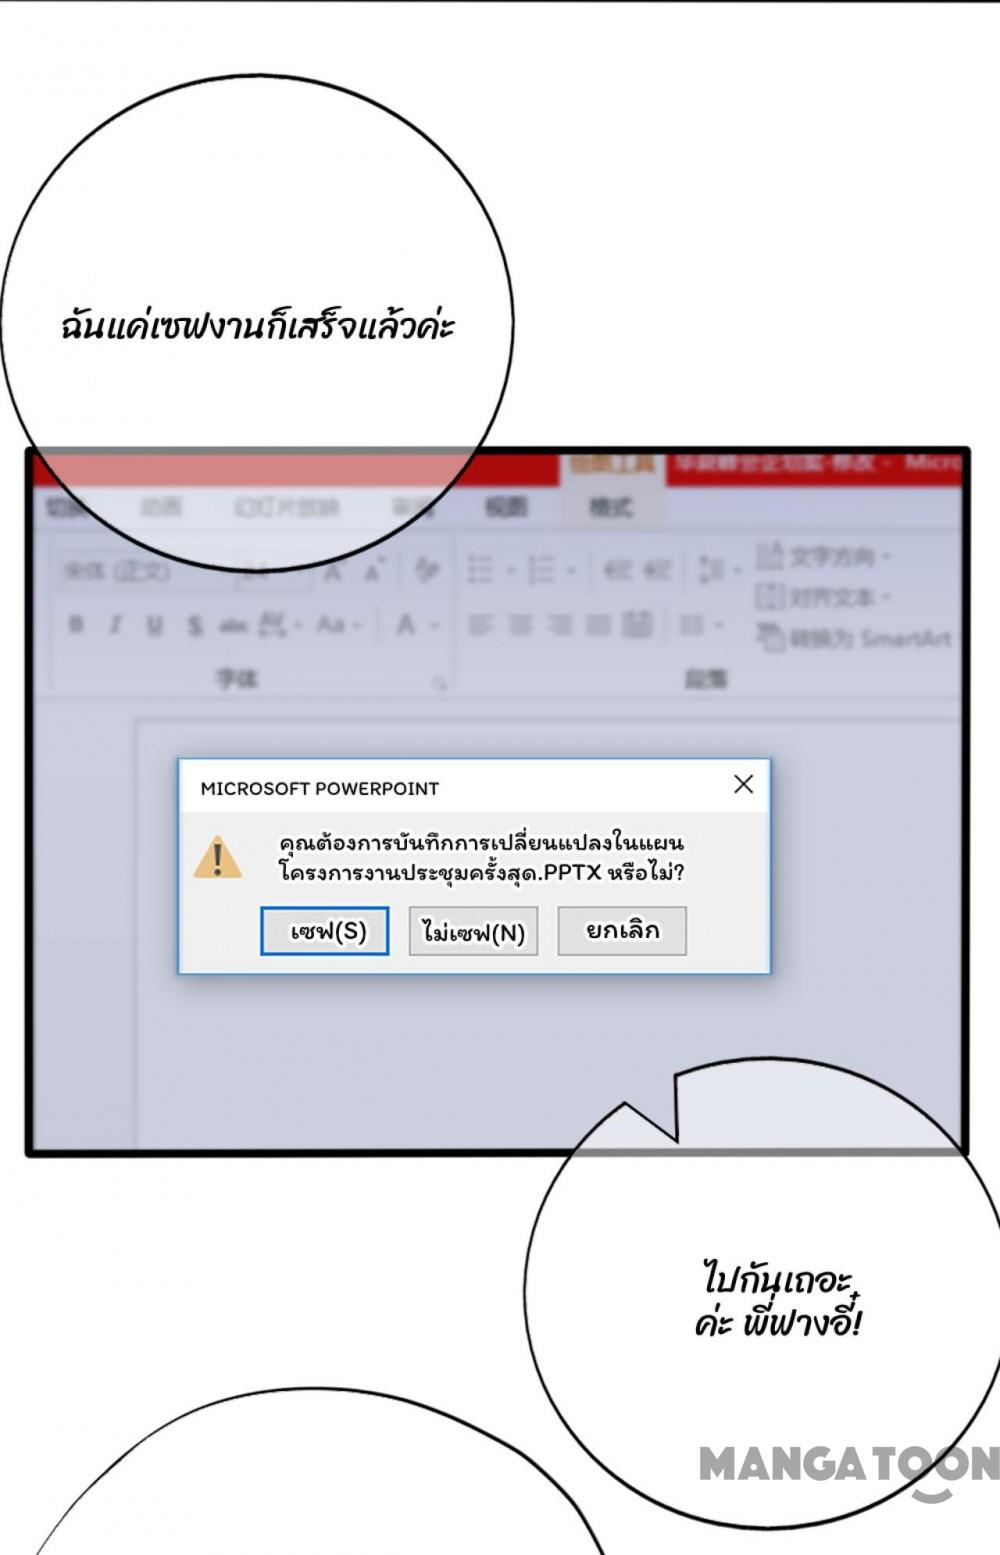 ฉันแค่เซฟงานก็เสร็จแล้วค่ะ
切换 动画 幻灯片放映 审阅 视图 格式
宋体 (正文)
文字方向
B I U S abc AV Aa A
对齐文本
转换为 SmartArt
字体 段落
MICROSOFT POWERPOINT
คุณต้องการบันทึกการเปลี่ยนแปลงในแผน
โครงการงานประชุมครั้งสุด.PPTX หรือไม่?
เซฟ(S) ไม่เซฟ(N) ยกเลิก
ไปกันเถอะ
ค่ะ พี่ฟางอี๋!
MANGATOON